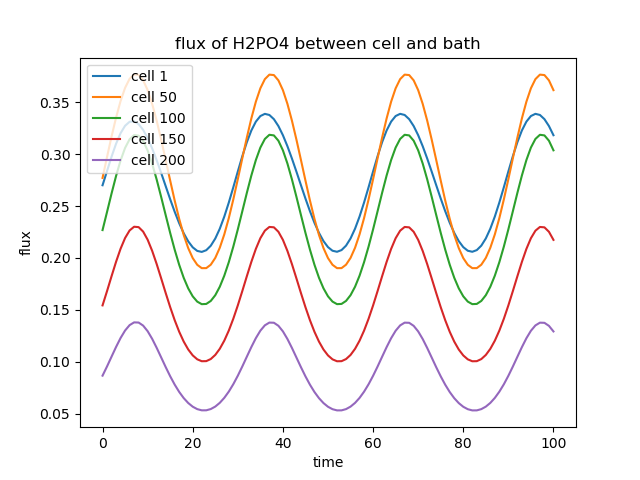 flux of H2PO4 between cell and bath
cell 1
cell 50
cell 100
cell 150
cell 200
0.35
0.30
0.25
0.20
0.15
0.10
0.05
flux
0
20
40
60
80
100
time